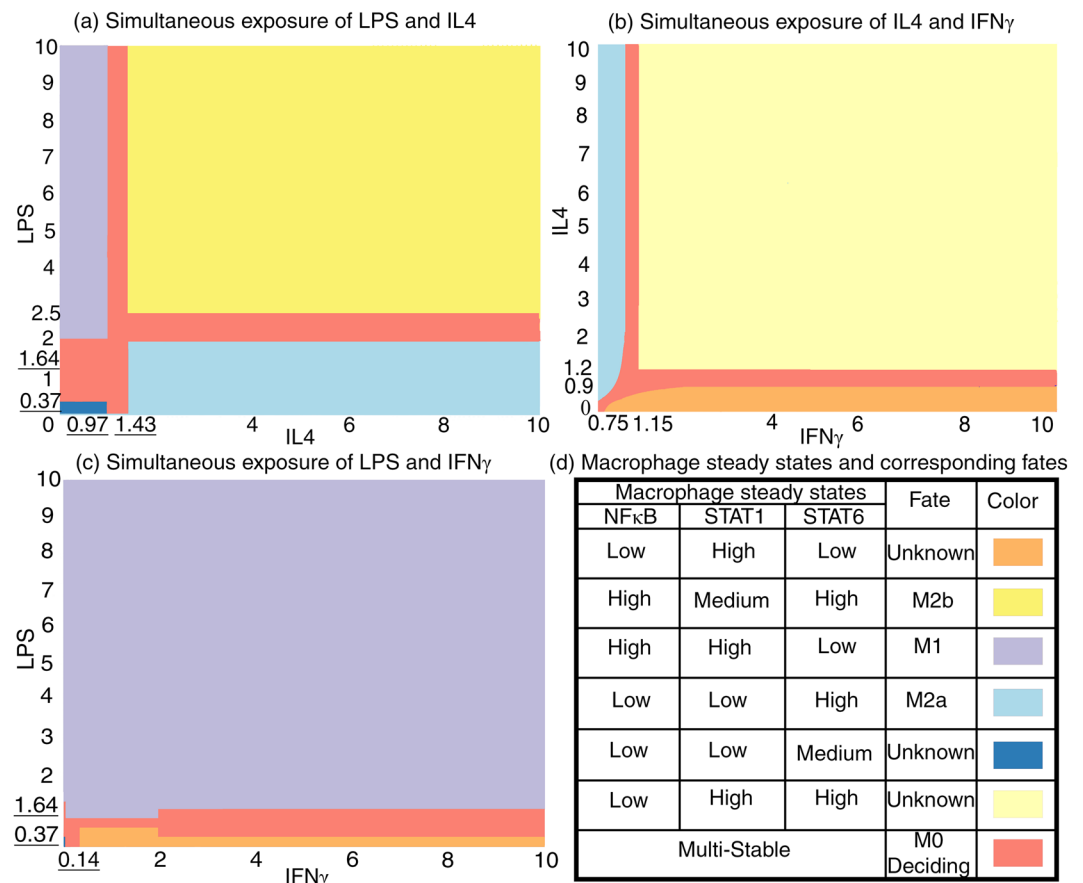 (a) Simultaneous exposure of LPS and IL4
10
9
8
7
6
5
4
2.5
2
1.64
1
0.37
0
LPS
0.97 1.43 4 6 8 10
IL4
(b) Simultaneous exposure of IL4 and IFNγ
10
9
8
7
6
5
4
3
2
1.2
0.9
0
IL4
0.75 1.15 4 6 8 10
IFNγ
(c) Simultaneous exposure of LPS and IFNγ
10
9
8
7
6
5
4
3
2
1.64
0.37
LPS
0.14 2 4 6 8 10
IFNγ
(d) Macrophage steady states and corresponding fates
Macrophage steady states Fate Color
NFκB STAT1 STAT6
Low High Low Unknown
High Medium High M2b
High High Low M1
Low Low High M2a
Low Low Medium Unknown
Low High High Unknown
Multi-Stable M0
Deciding